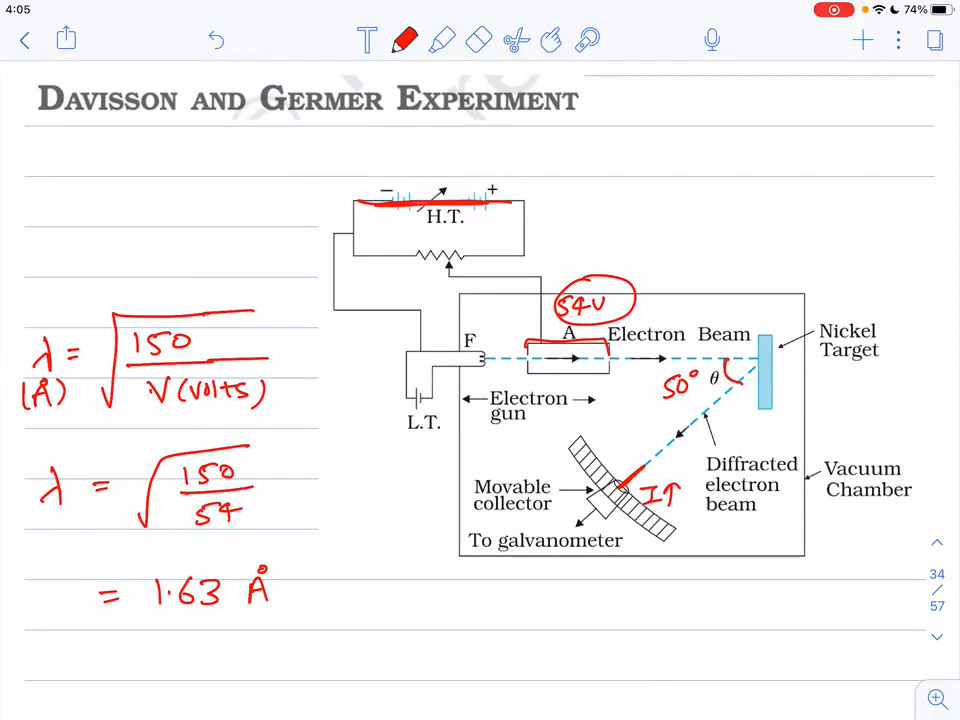 4:05
74%
DAVISSON AND GERMER EXPERIMENT
− +
H.T.
54V
F A Electron Beam
Nickel
Target
50° θ
Electron
gun
L.T.
λ = √150/V(volts)
(Å)
Diffracted
electron
beam
Vacuum
Chamber
Movable
collector
I↑
To galvanometer
λ = √150/54
= 1.63 Å
34
/
57